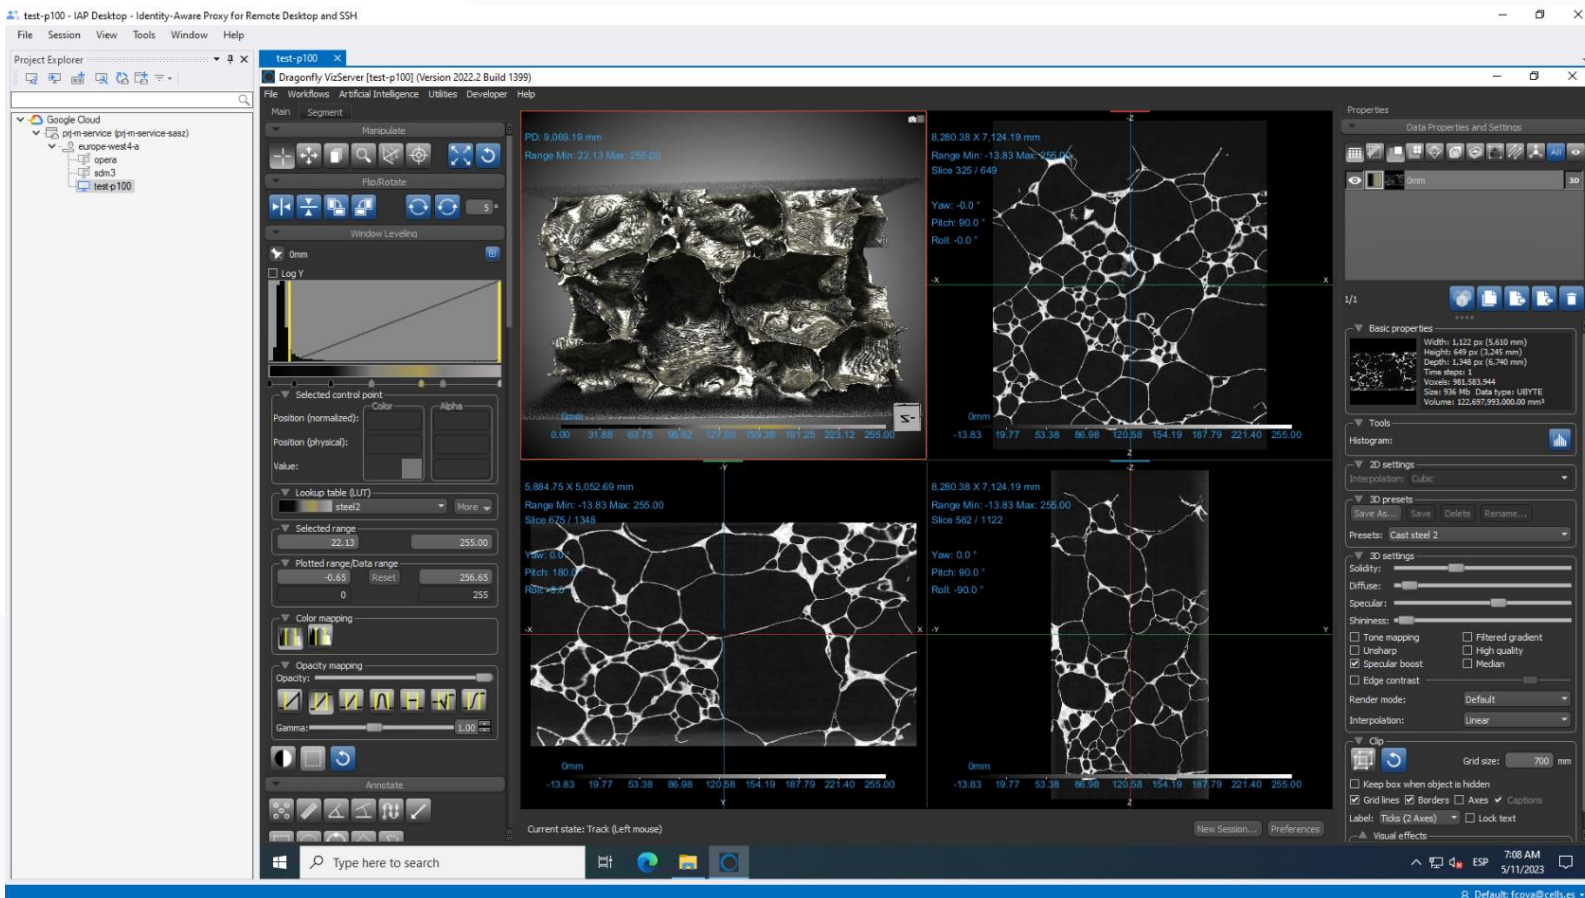 test-p100 - IAP Desktop - Identity-Aware Proxy for Remote Desktop and SSH
File Session View Tools Window Help
Project Explorer
Google Cloud
prj-m-service (prj-m-service-sasz)
europe-west4-a
opera
sdm3
test-p100
test-p100
Dragonfly VizServer [test-p100] (Version 2022.2 Build 1399)
File Workflows Artificial Intelligence Utilities Developer Help
Main Segment
Manipulate
Flip/Rotate
5 °
Window Leveling
0mm
Log Y
Selected control point
Color Alpha
Position (normalized):
Position (physical):
Value:
Lookup table (LUT)
steel2 More
Selected range
22.13 255.00
Plotted range/Data range
-0.65 Reset 256.65
0 255
Color mapping
Opacity mapping
Opacity:
Gamma: 1.00
Annotate
PD: 9,069.19 mm
Range Min: 22.13 Max: 255.00
0mm
0.00 31.88 63.75 95.62 127.50 159.38 191.25 223.12 255.00
-Z
8,280.38 X 7,124.19 mm
Range Min: -13.83 Max: 255.00
Slice 325 / 649
Yaw: -0.0 °
Pitch: 90.0 °
Roll: -0.0 °
-Z
-X X
0mm
-13.83 19.77 53.38 86.98 120.58 154.19 187.79 221.40 255.00
Z
-Y
5,884.75 X 5,052.69 mm
Range Min: -13.83 Max: 255.00
Slice 675 / 1348
Yaw: 0.0 °
Pitch: 180.0 °
-X X
0mm
-13.83 19.77 53.38 86.98 120.58 154.19 187.79 221.40 255.00
Y
-Z
8,280.38 X 7,124.19 mm
Range Min: -13.83 Max: 255.00
Slice 562 / 1122
Yaw: 0.0 °
Pitch: 90.0 °
Roll: -90.0 °
-Y Y
0mm
-13.83 19.77 53.38 86.98 120.58 154.19 187.79 221.40 255.00
Z
Current state: Track (Left mouse)
New Session... Preferences
Properties
Data Properties and Settings
All
0mm 3D
1/1
Basic properties
Width: 1,122 px (5,610 mm)
Height: 649 px (3,245 mm)
Depth: 1,348 px (6,740 mm)
Time steps: 1
Voxels: 981,583,944
Size: 936 Mb Data type: UBYTE
Volume: 122,697,993,000.00 mm³
Tools
Histogram:
2D settings
Interpolation: Cubic
3D presets
Save As... Save Delete Rename...
Presets: Cast steel 2
3D settings
Solidity:
Diffuse:
Specular:
Shininess:
Tone mapping Filtered gradient
Unsharp High quality
Specular boost Median
Edge contrast
Render mode: Default
Interpolation: Linear
Clip
Grid size: 700 mm
Keep box when object is hidden
Grid lines Borders Axes Captions
Label: Ticks (2 Axes) Lock text
Visual effects
Type here to search
ESP
7:08 AM
5/11/2023
Default: fcova@cells.es